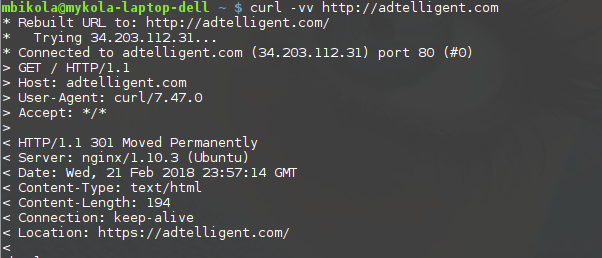 mbikola@mykola-laptop-dell ~ $ curl -vv http://adtelligent.com
* Rebuilt URL to: http://adtelligent.com/
*   Trying 34.203.112.31...
* Connected to adtelligent.com (34.203.112.31) port 80 (#0)
> GET / HTTP/1.1
> Host: adtelligent.com
> User-Agent: curl/7.47.0
> Accept: */*
>
< HTTP/1.1 301 Moved Permanently
< Server: nginx/1.10.3 (Ubuntu)
< Date: Wed, 21 Feb 2018 23:57:14 GMT
< Content-Type: text/html
< Content-Length: 194
< Connection: keep-alive
< Location: https://adtelligent.com/
<